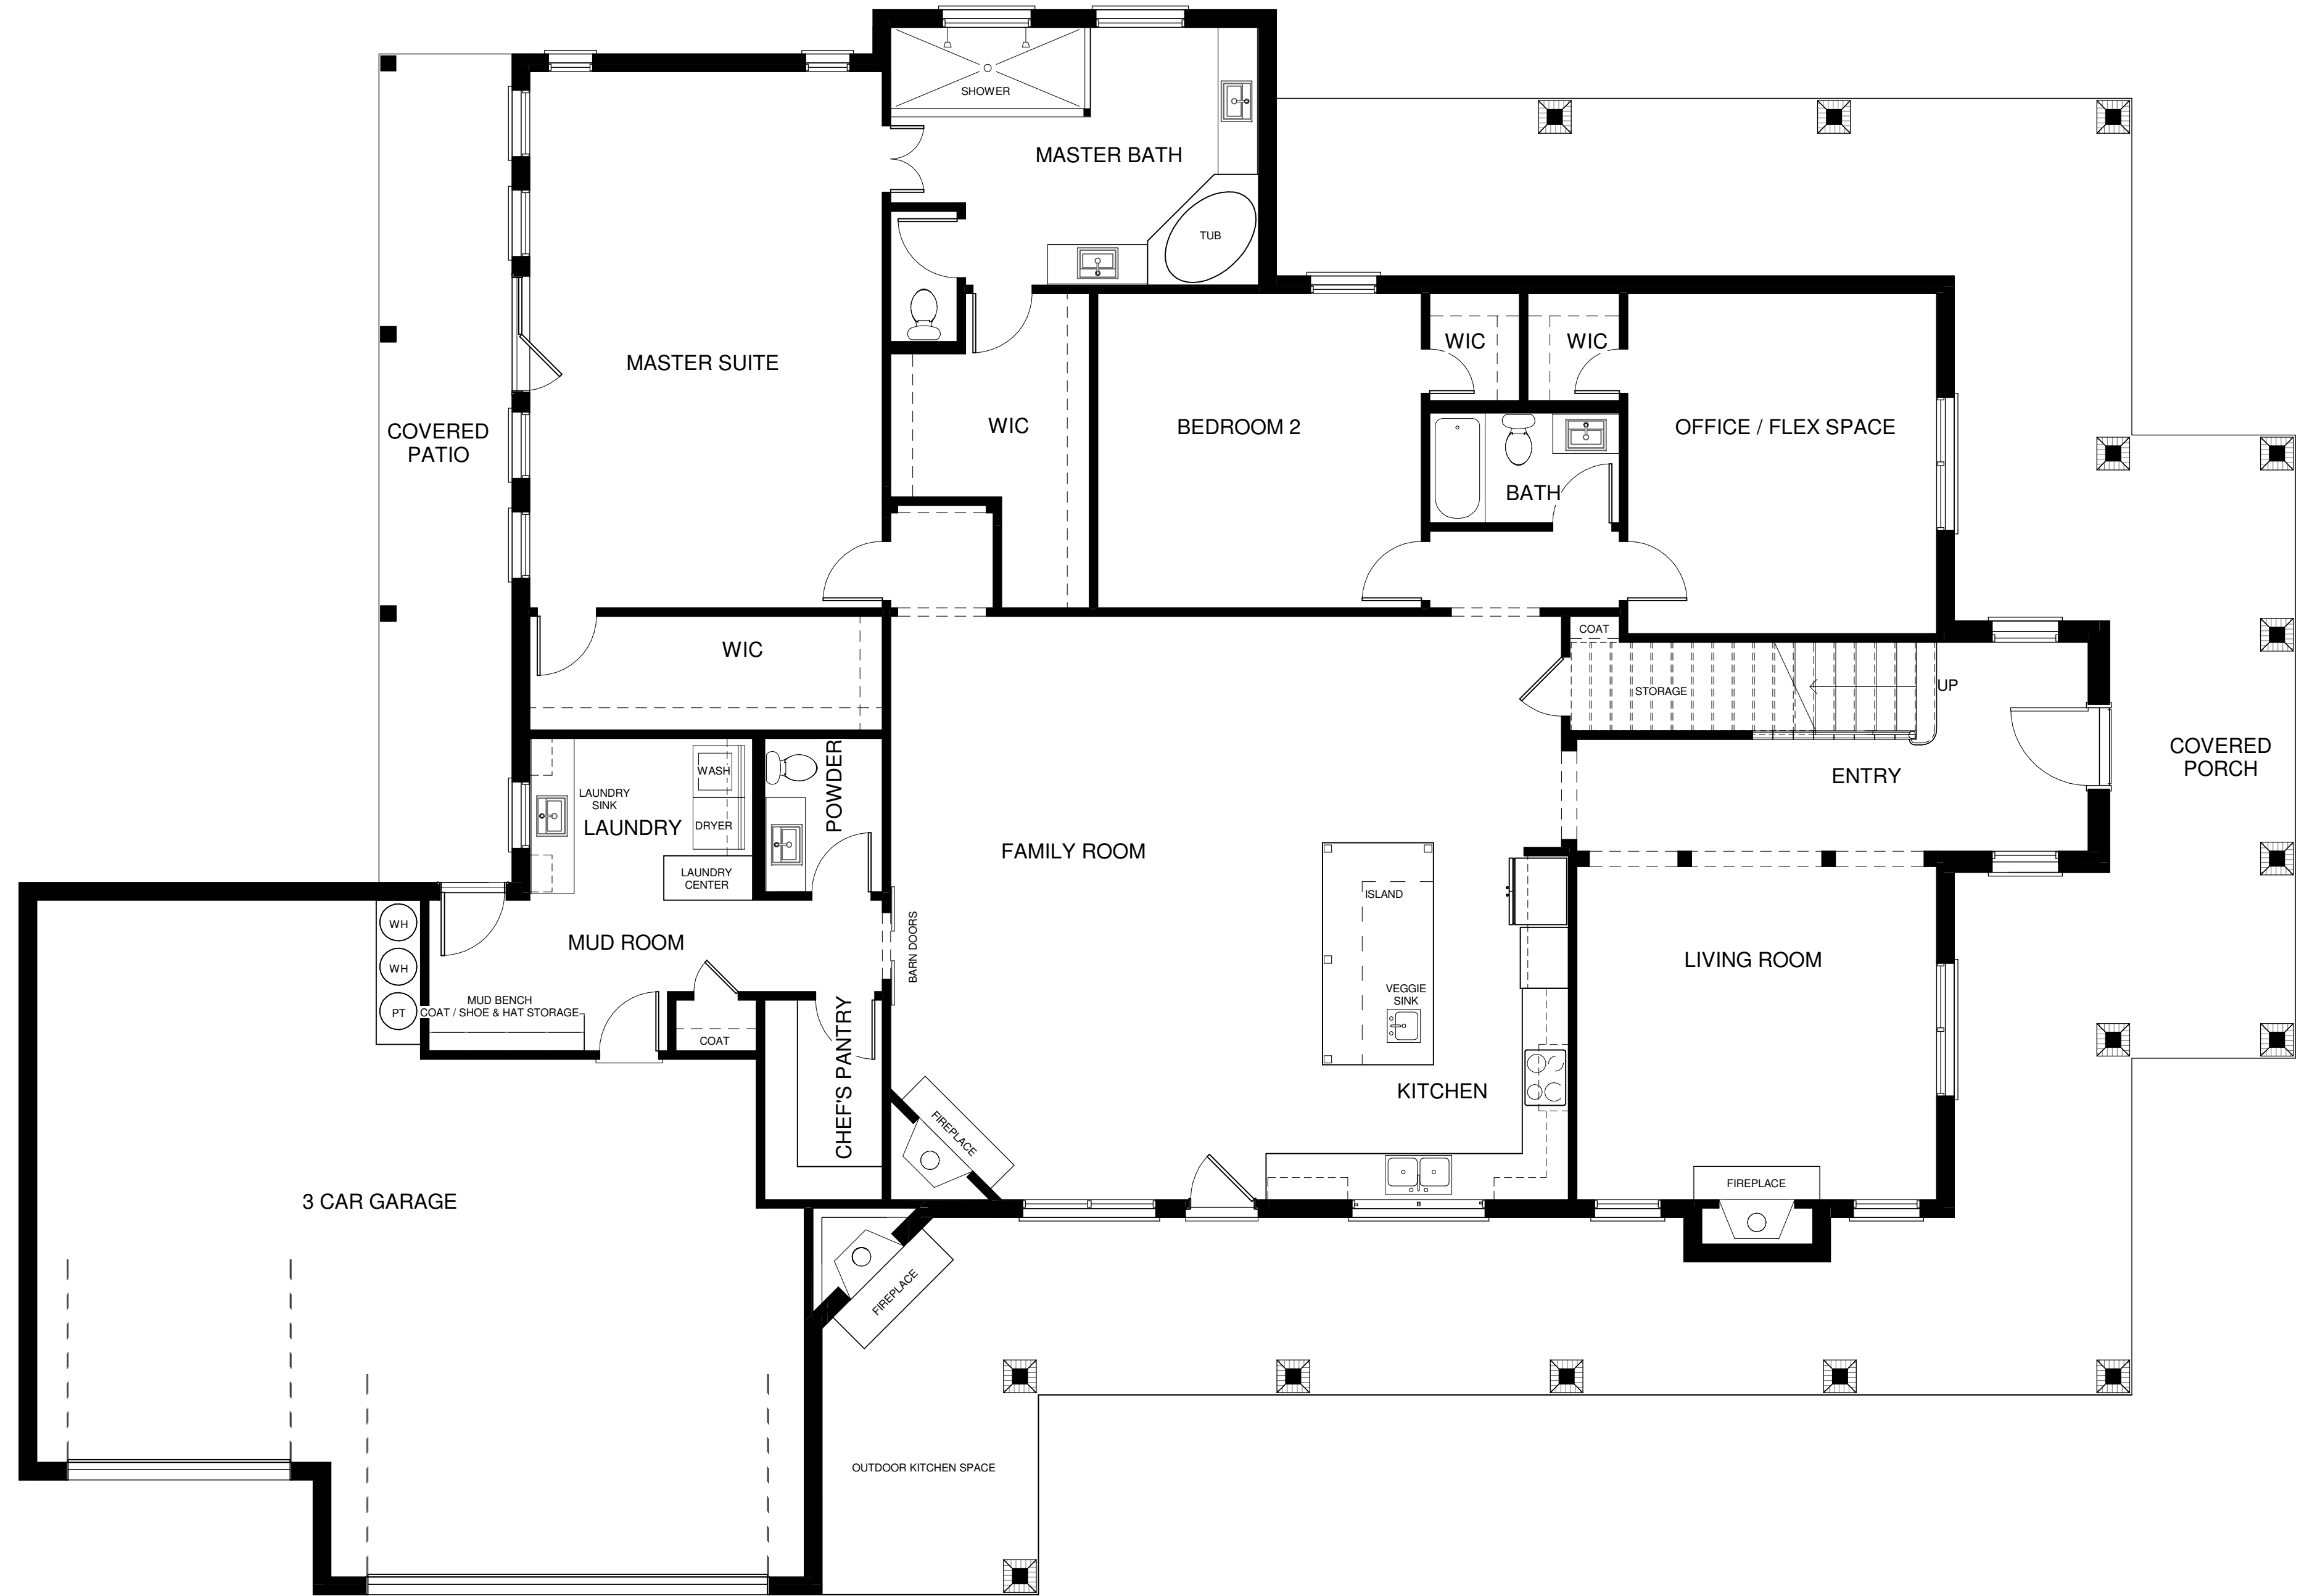 SHOWER
MASTER BATH
TUB
MASTER SUITE
WIC
WIC
COVERED
PATIO
WIC
BEDROOM 2
OFFICE / FLEX SPACE
BATH
COAT
WIC
STORAGE
UP
COVERED
PORCH
ENTRY
WASH
LAUNDRY
SINK
LAUNDRY
DRYER
POWDER
LAUNDRY
CENTER
FAMILY ROOM
ISLAND
WH
MUD ROOM
BARN DOORS
LIVING ROOM
WH
VEGGIE
SINK
MUD BENCH
COAT / SHOE & HAT STORAGE
PT
COAT
CHEF'S PANTRY
KITCHEN
FIREPLACE
FIREPLACE
3 CAR GARAGE
FIREPLACE
OUTDOOR KITCHEN SPACE